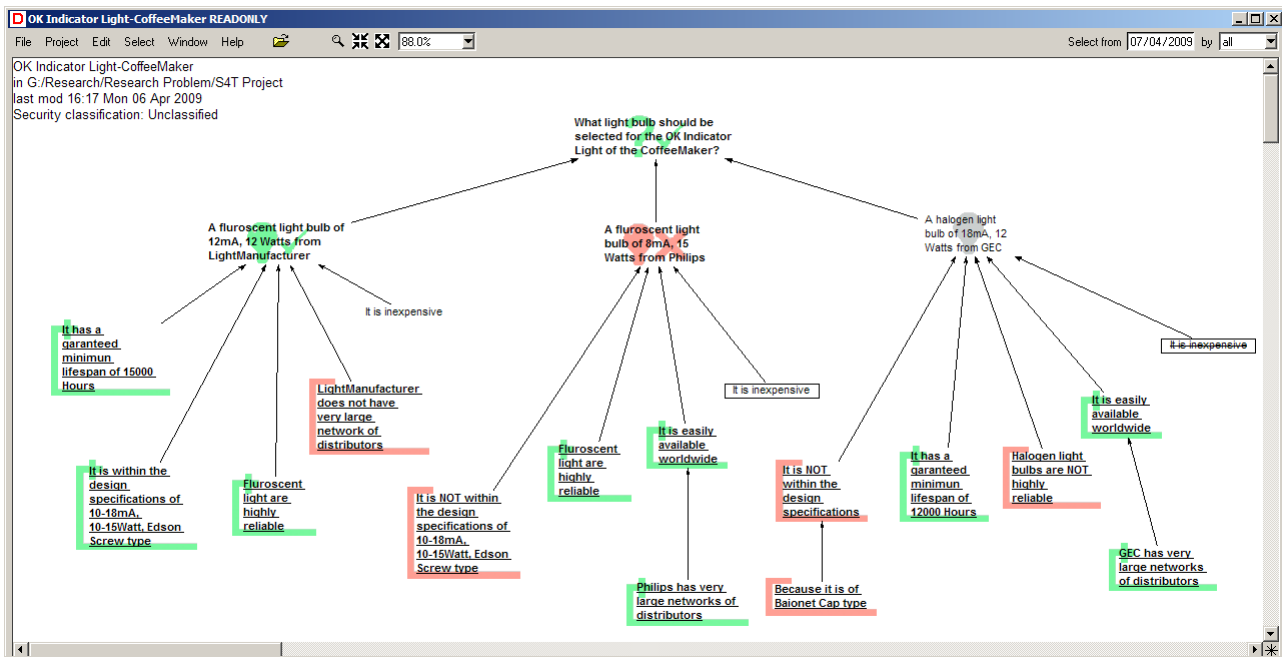 OK Indicator Light-CoffeeMaker READONLY
File Project Edit Select Window Help 88.0% Select from 07/04/2009 by all
OK Indicator Light-CoffeeMaker
in G:/Research/Research Problem/S4T Project
last mod 16:17 Mon 06 Apr 2009
Security classification: Unclassified
What light bulb should be
selected for the OK Indicator
Light of the CoffeeMaker?
A fluroscent light bulb of
12mA, 12 Watts from
LightManufacturer
A fluroscent light
bulb of 8mA, 15
Watts from Philips
A halogen light
bulb of 18mA, 12
Watts from GEC
It has a
garanteed
minimun
lifespan of 15000
Hours
It is within the
design
specifications of
10-18mA,
10-15Watt, Edson
Screw type
Fluroscent
light are
highly
reliable
LightManufacturer
does not have
very large
network of
distributors
It is inexpensive
It is NOT within
the design
specifications of
10-18mA,
10-15Watt, Edson
Screw type
Fluroscent
light are
highly
reliable
It is easily
available
worldwide
Philips has very
large networks of
distributors
It is inexpensive
It is NOT
within the
design
specifications
Because it is of
Baionet Cap type
It has a
garanteed
minimun
lifespan of
12000 Hours
Halogen light
bulbs are NOT
highly
reliable
It is easily
available
worldwide
GEC has very
large networks
of distributors
It is inexpensive